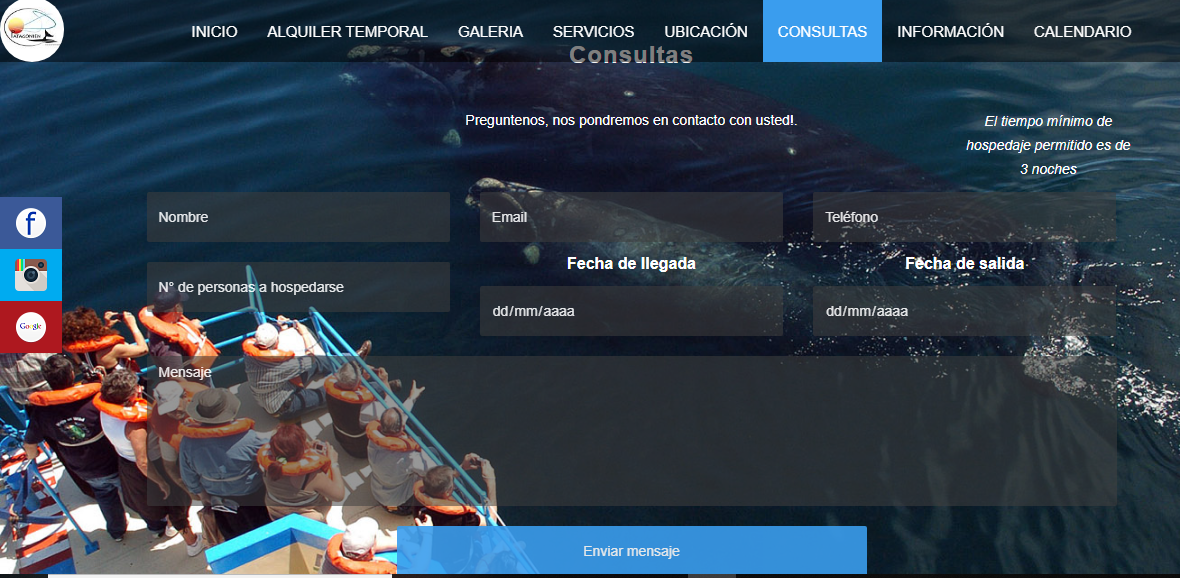 PATAGONIEN
INICIO
ALQUILER TEMPORAL
GALERIA
SERVICIOS
UBICACIÓN
CONSULTAS
INFORMACIÓN
CALENDARIO
Consultas
Preguntenos, nos pondremos en contacto con usted!.
El tiempo mínimo de
hospedaje permitido es de
3 noches
f
Google
Nombre
Email
Teléfono
N° de personas a hospedarse
Fecha de llegada
Fecha de salida
dd/mm/aaaa
dd/mm/aaaa
Mensaje
Enviar mensaje